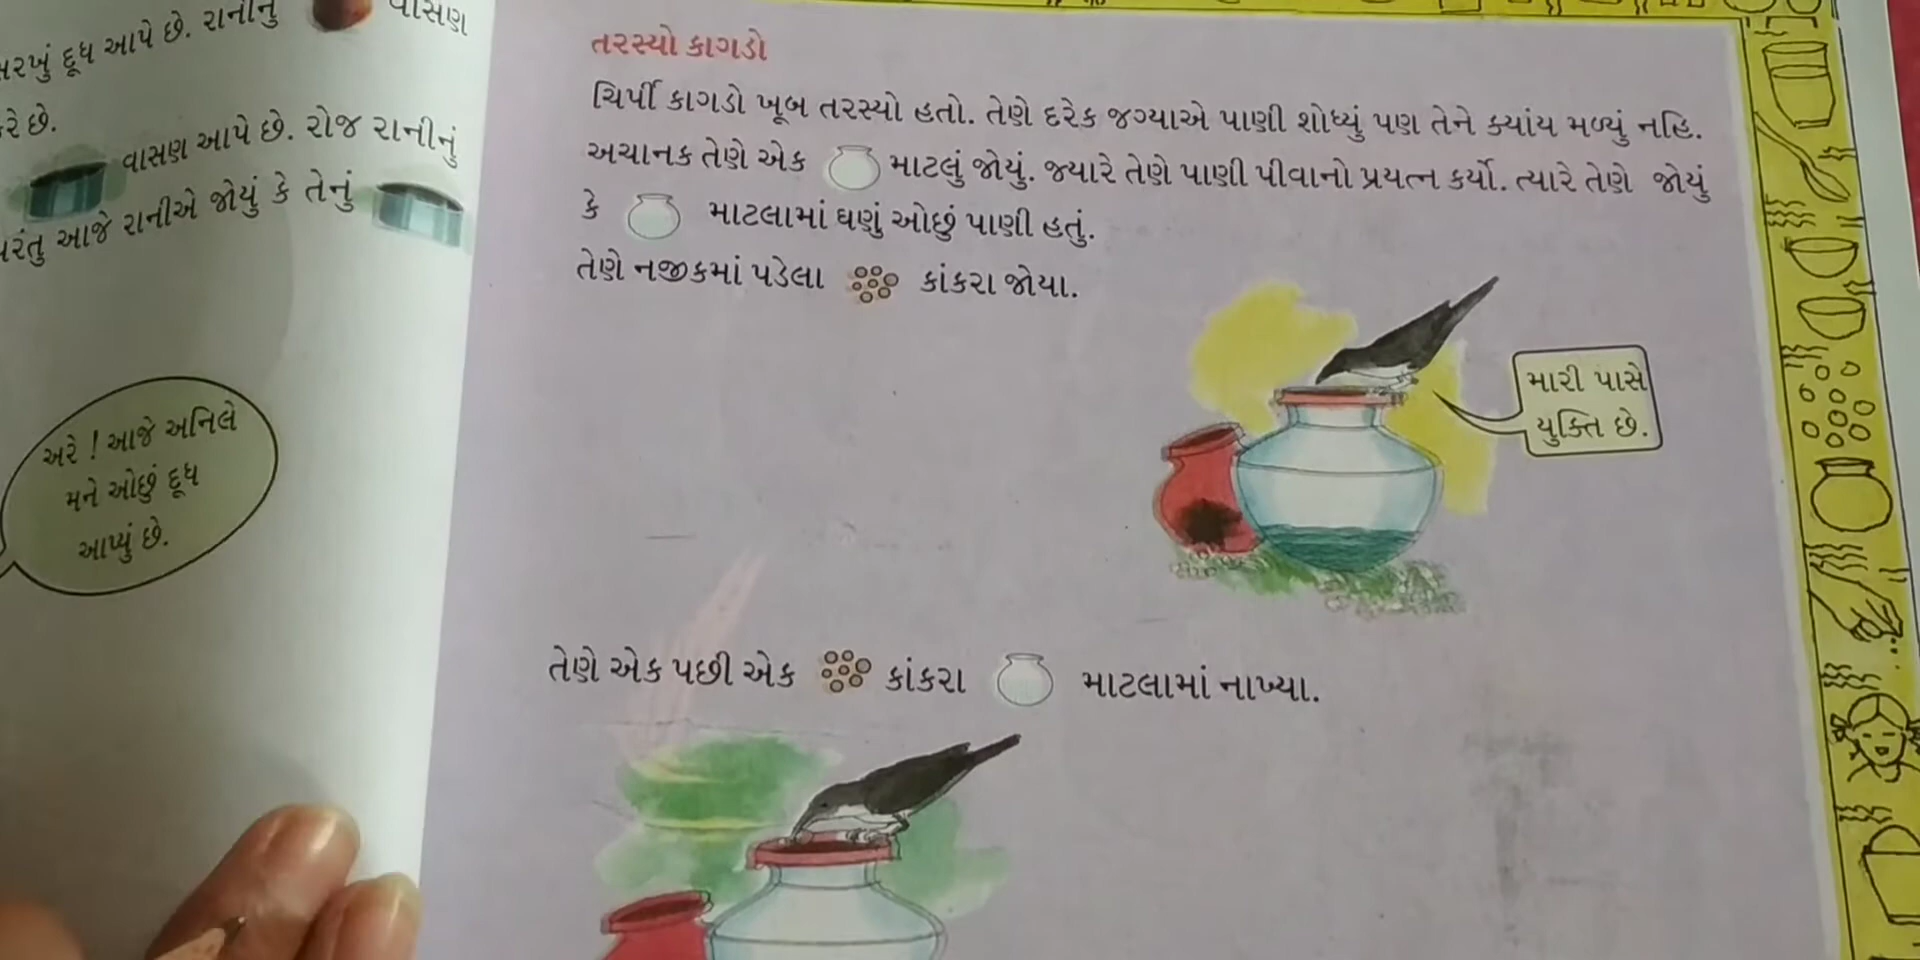 દૂધ આપે છે. રાનીનું વાસણ
કરે છે.
વાસણ આપે છે. રોજ રાનીનું
પરંતુ આજે રાનીએ જોયું કે તેનું
અરે ! આજે અનિલે
મને ઓછું દૂધ
આપ્યું છે.
તરસ્યો કાગડો
ચિર્પી કાગડો ખૂબ તરસ્યો હતો. તેણે દરેક જગ્યાએ પાણી શોધ્યું પણ તેને ક્યાંય મળ્યું નહિ.
અચાનક તેણે એક માટલું જોયું. જ્યારે તેણે પાણી પીવાનો પ્રયત્ન કર્યો. ત્યારે તેણે જોયું
કે માટલામાં ઘણું ઓછું પાણી હતું.
તેણે નજીકમાં પડેલા કાંકરા જોયા.
મારી પાસે
યુક્તિ છે.
તેણે એક પછી એક કાંકરા માટલામાં નાખ્યા.